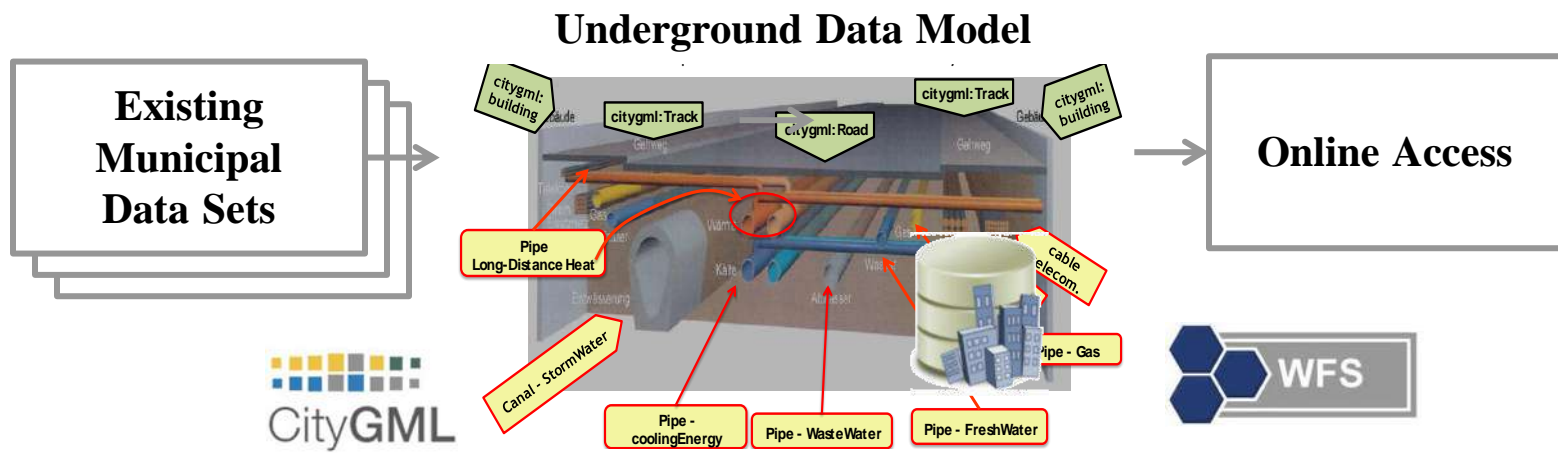 Underground Data Model
Existing
Municipal
Data Sets
citygml:
building
citygml:Track
citygml:Road
citygml:Track
citygml:
building
Gehweg
Gehweg
Gas
Wärme
Kälte
Gas
Entwässerung
Pipe
Long-Distance Heat
cable
elecom.
Canal - StormWater
Pipe - Gas
Pipe -
coolingEnergy
Pipe - WasteWater
Pipe - FreshWater
Online Access
CityGML
WFS